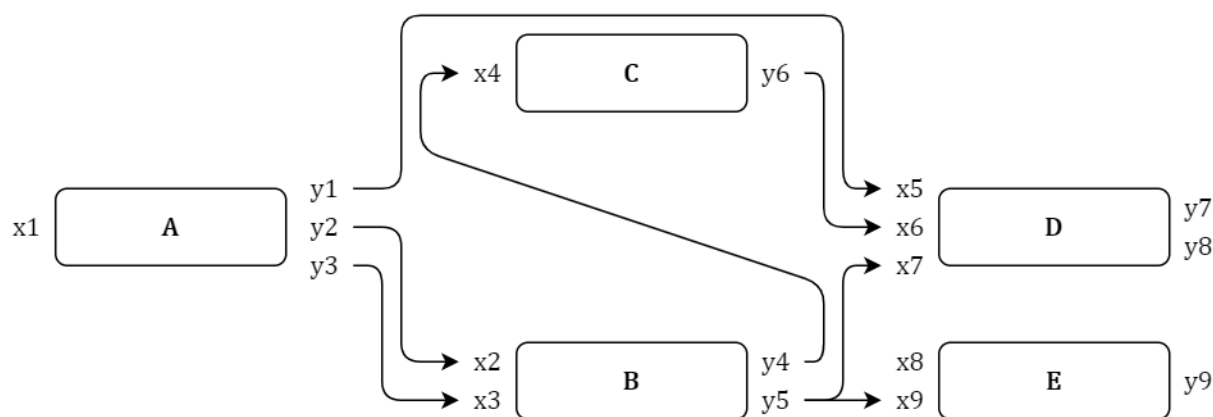 x4 C y6
y1 x5
x1 A y2 x6 D y7
y8
y3 x7
x2 y4 x8
B E y9
x3 y5 x9